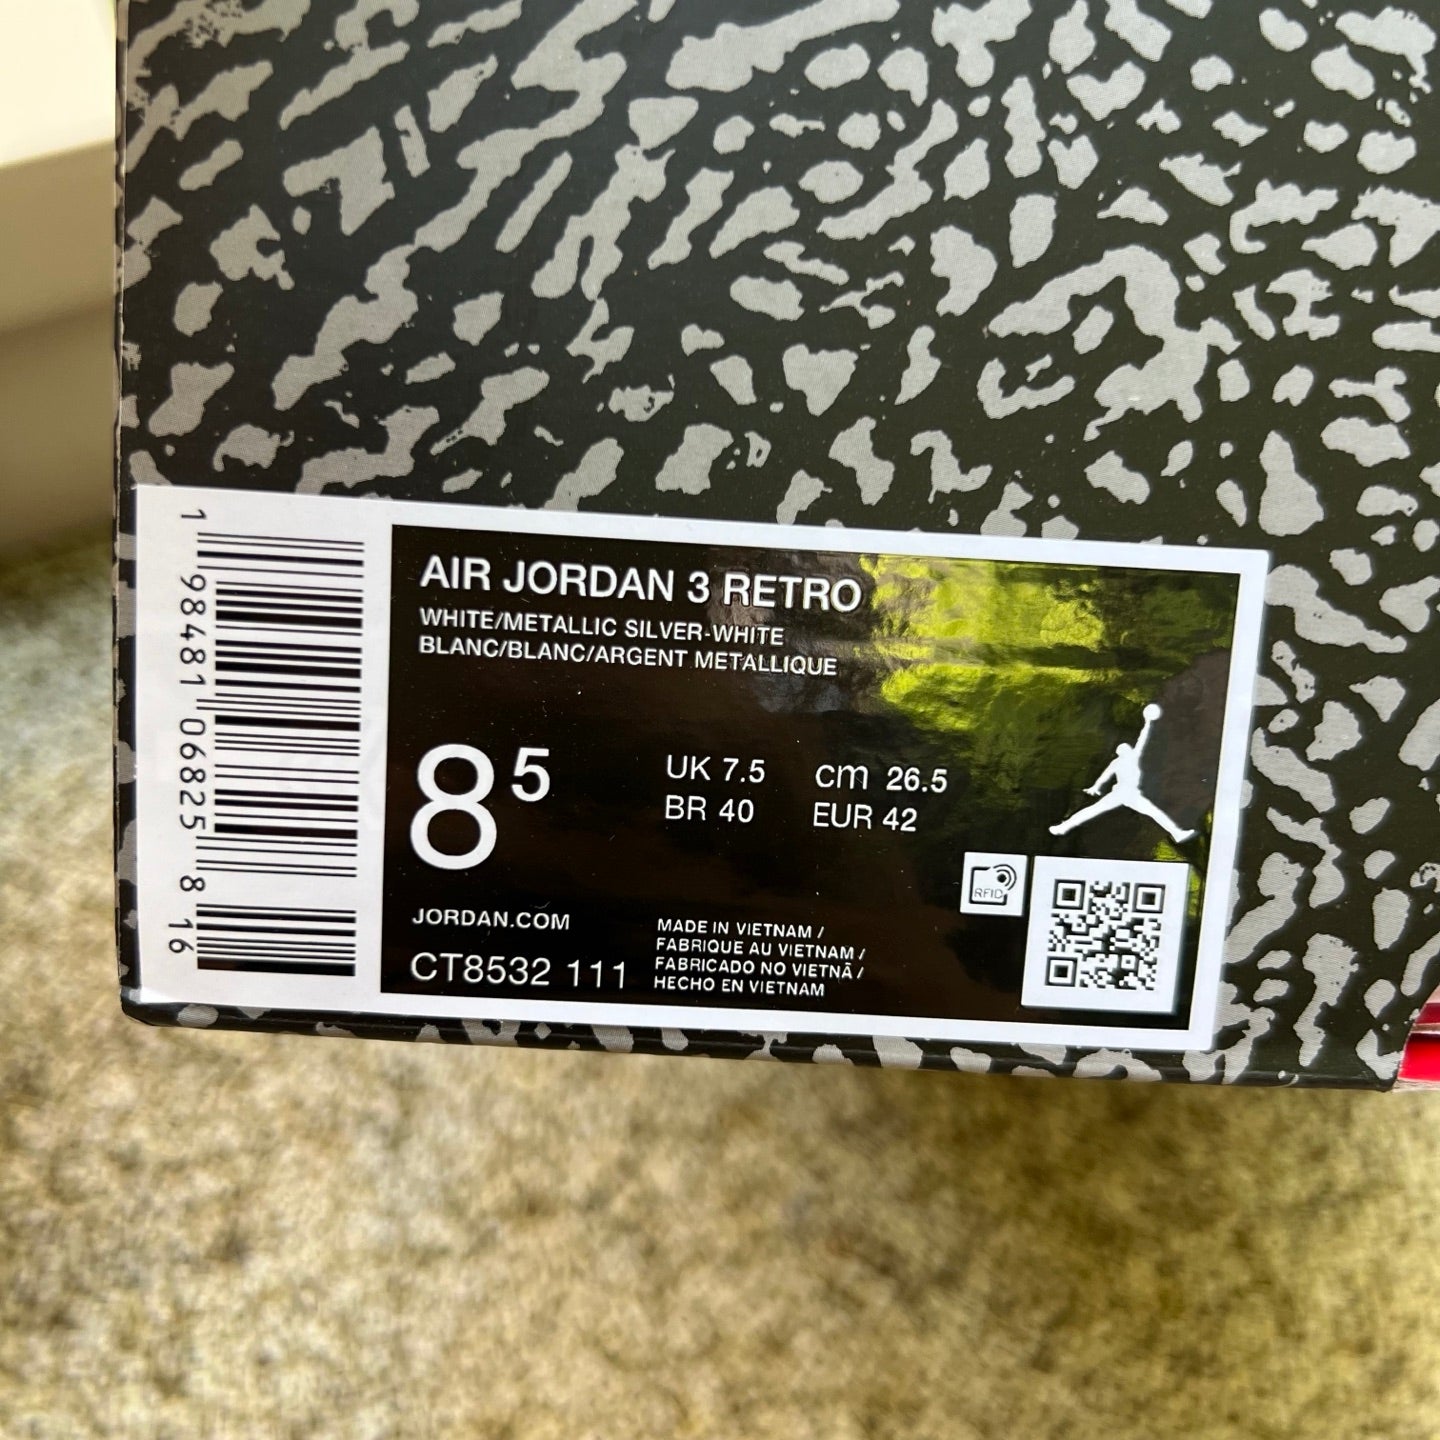 AIR JORDAN 3 RETRO
WHITE/METALLIC SILVER-WHITE
BLANC/BLANC/ARGENT METALLIQUE
8 5
UK 7.5
cm 26.5
BR 40
EUR 42
JORDAN.COM
CT8532 111
MADE IN VIETNAM /
FABRIQUE AU VIETNAM /
FABRICADO NO VIETNÃ /
HECHO EN VIETNAM
RFID
1 98481 06825 8 16